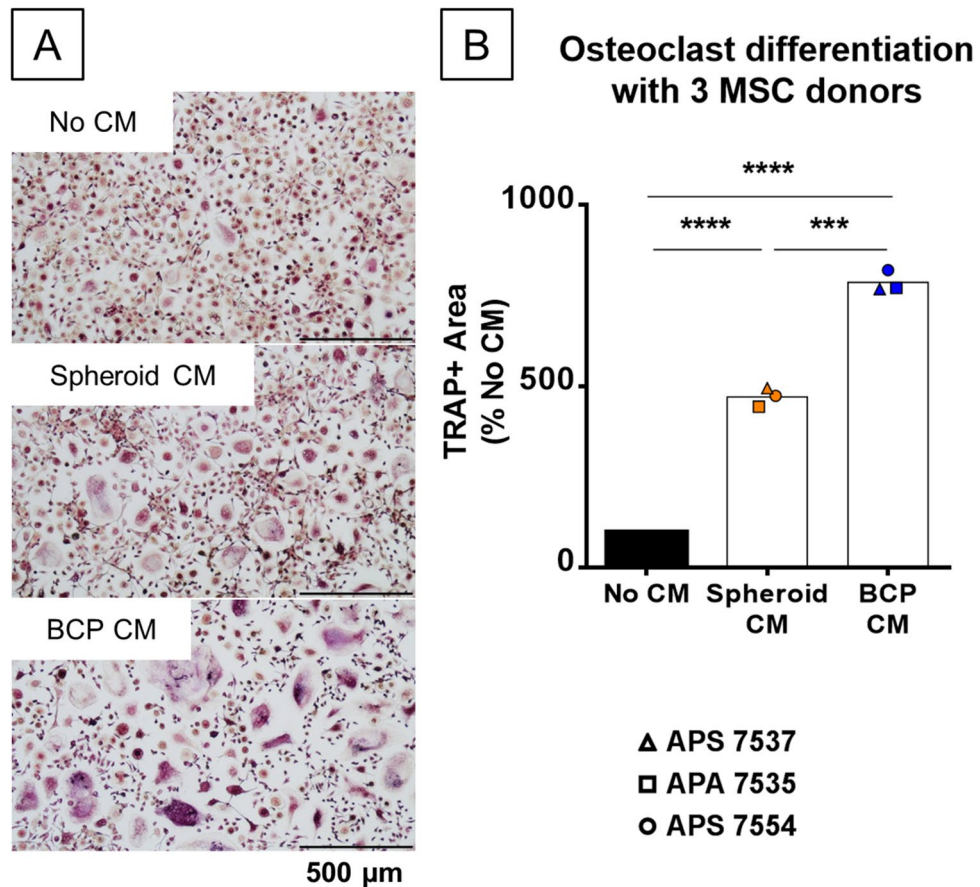 A
No CM
Spheroid CM
BCP CM
500 µm
B
Osteoclast differentiation
with 3 MSC donors
****
****
***
TRAP+ Area
(% No CM)
1000
500
0
No CM
Spheroid
CM
BCP
CM
APS 7537
APA 7535
APS 7554